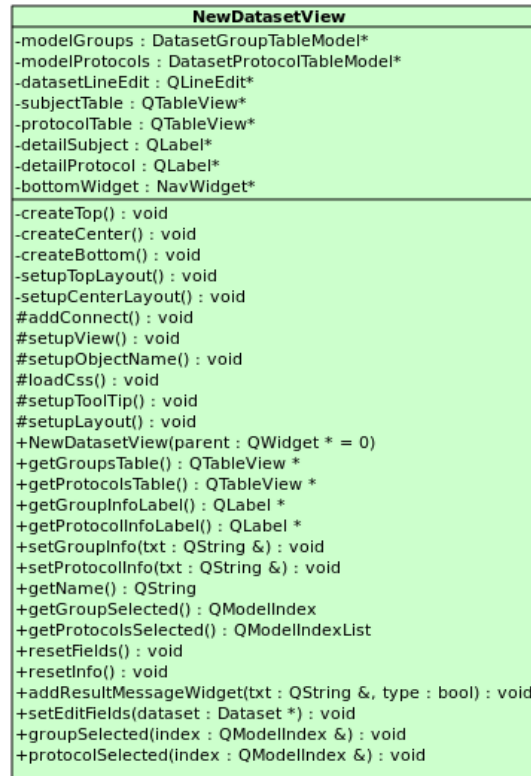 NewDatasetView
-modelGroups : DatasetGroupTableModel*
-modelProtocols : DatasetProtocolTableModel*
-datasetLineEdit : QLineEdit*
-subjectTable : QTableView*
-protocolTable : QTableView*
-detailSubject : QLabel*
-detailProtocol : QLabel*
-bottomWidget : NavWidget*
-createTop() : void
-createCenter() : void
-createBottom() : void
-setupTopLayout() : void
-setupCenterLayout() : void
#addConnect() : void
#setupView() : void
#setupObjectName() : void
#loadCss() : void
#setupToolTip() : void
#setupLayout() : void
+NewDatasetView(parent : QWidget * = 0)
+getGroupsTable() : QTableView *
+getProtocolsTable() : QTableView *
+getGroupInfoLabel() : QLabel *
+getProtocolInfoLabel() : QLabel *
+setGroupInfo(txt : QString &) : void
+setProtocolInfo(txt : QString &) : void
+getName() : QString
+getGroupSelected() : QModelIndex
+getProtocolsSelected() : QModelIndexList
+resetFields() : void
+resetInfo() : void
+addResultMessageWidget(txt : QString &, type : bool) : void
+setEditFields(dataset : Dataset *) : void
+groupSelected(index : QModelIndex &) : void
+protocolSelected(index : QModelIndex &) : void